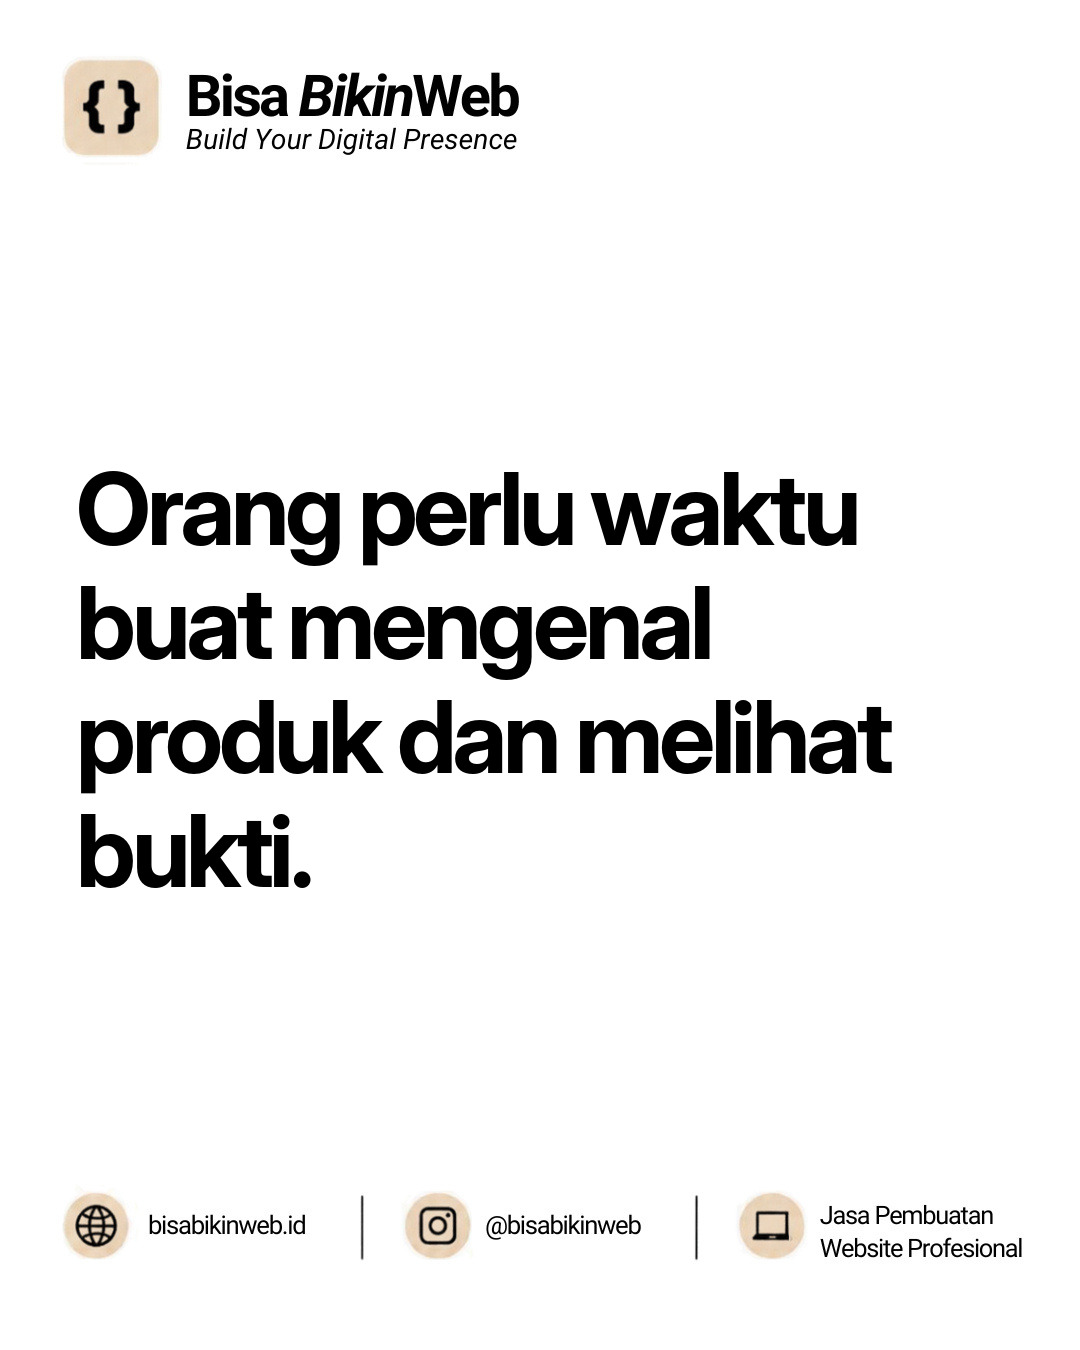 { }
Bisa BikinWeb
Build Your Digital Presence
Orang perlu waktu
buat mengenal
produk dan melihat
bukti.
bisabikinweb.id
@bisabikinweb
Jasa Pembuatan
Website Profesional